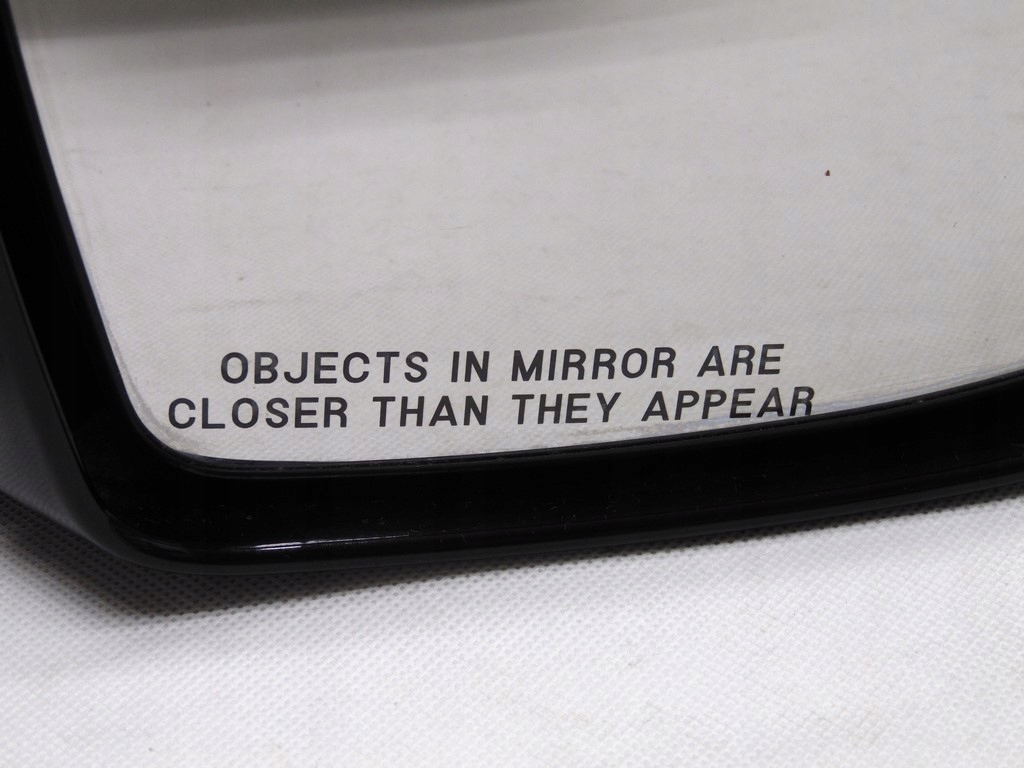 OBJECTS IN MIRROR ARE
CLOSER THAN THEY APPEAR